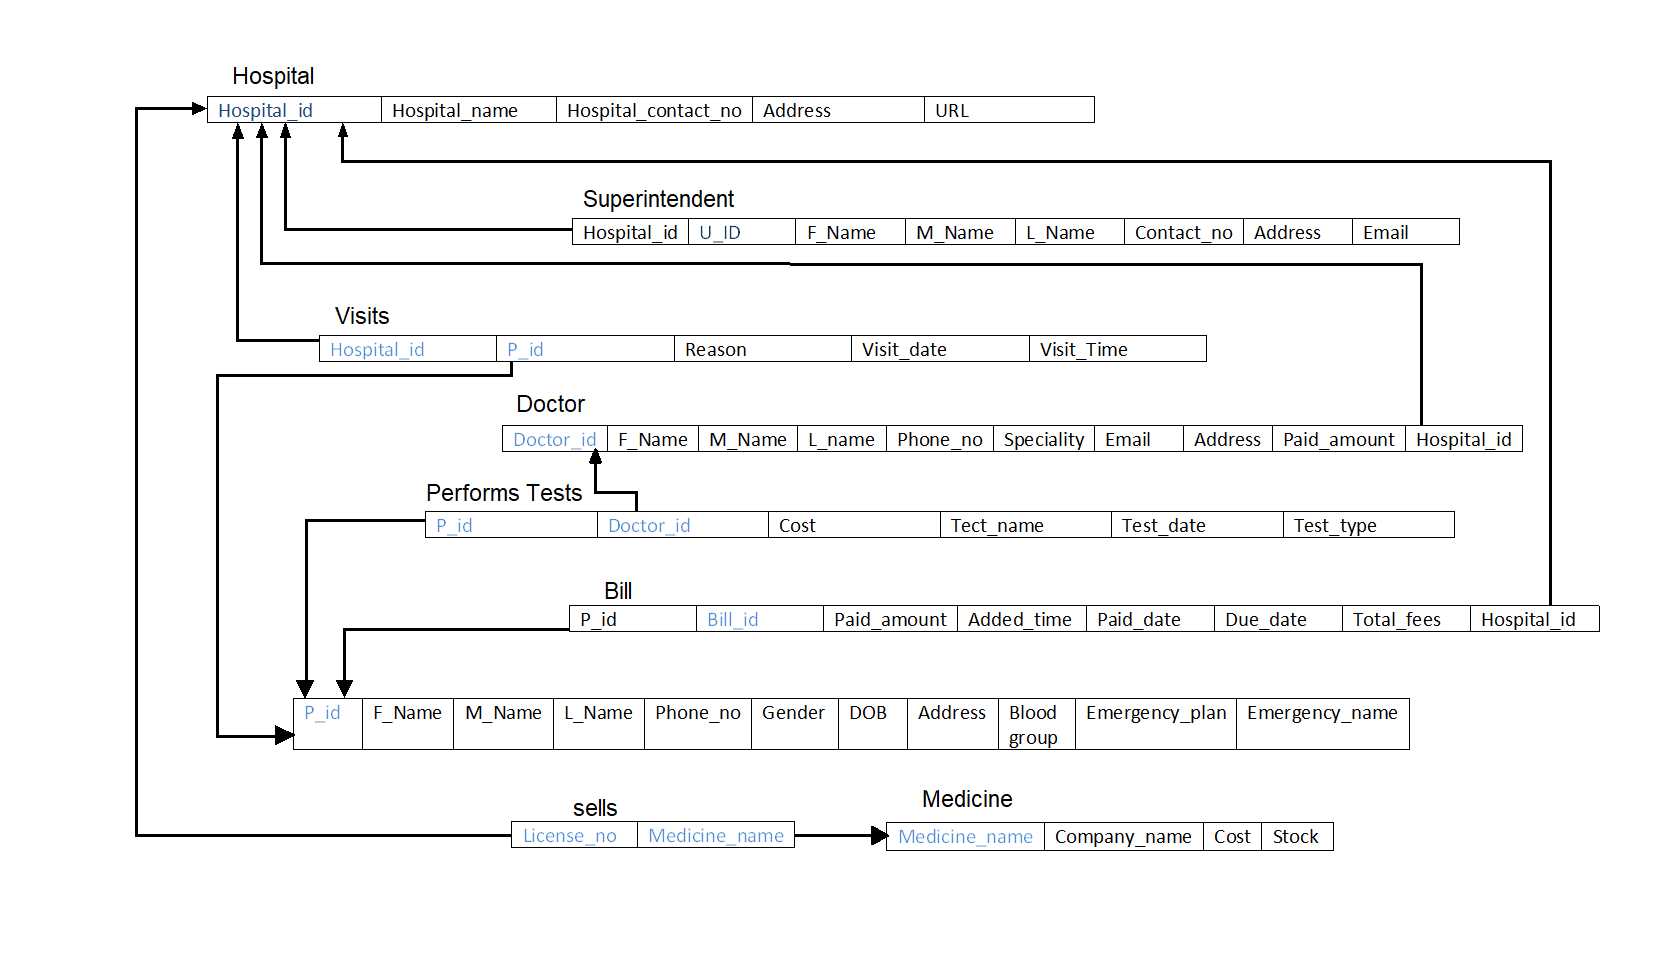 Hospital
Hospital_id Hospital_name Hospital_contact_no Address URL
Superintendent
Hospital_id U_ID F_Name M_Name L_Name Contact_no Address Email
Visits
Hospital_id P_id Reason Visit_date Visit_Time
Doctor
Doctor_id F_Name M_Name L_name Phone_no Speciality Email Address Paid_amount Hospital_id
Performs Tests
P_id Doctor_id Cost Tect_name Test_date Test_type
Bill
P_id Bill_id Paid_amount Added_time Paid_date Due_date Total_fees Hospital_id
P_id F_Name M_Name L_Name Phone_no Gender DOB Address Blood Emergency_plan Emergency_name
group
sells
License_no Medicine_name
Medicine
Medicine_name Company_name Cost Stock